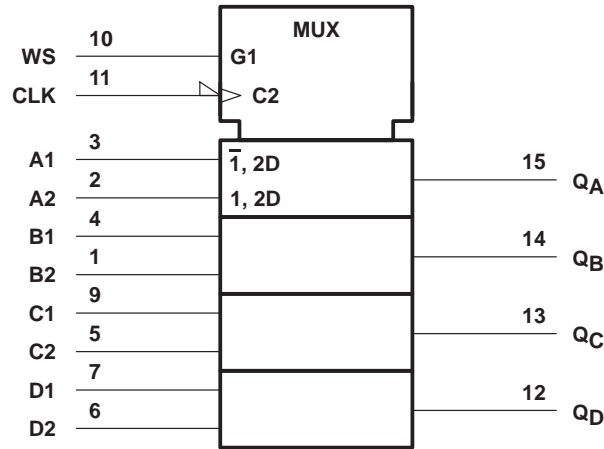 MUX
WS 10 G1
CLK 11 C2
A1 3 1̅, 2D
A2 2 1, 2D
15 QA
B1 4
B2 1
14 QB
C1 9
C2 5
13 QC
D1 7
D2 6
12 QD